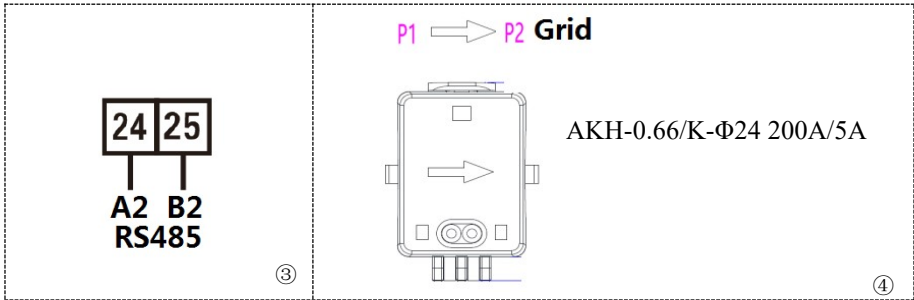 24 25
A2 B2
RS485
③
P1 P2 Grid
AKH-0.66/K-Φ24 200A/5A
④